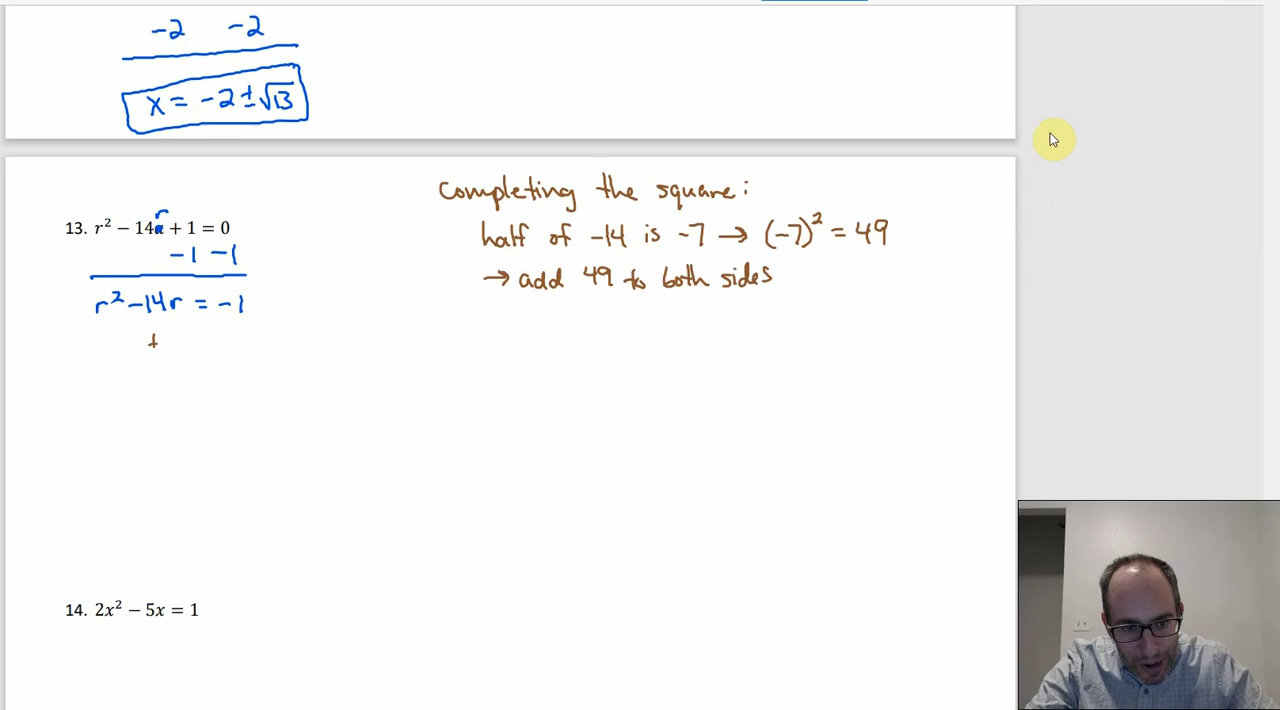 -2 -2
x = -2 ± √13
Completing the square:
13. r² − 14r + 1 = 0
half of -14 is -7 → (-7)² = 49
-1 -1
→ add 49 to both sides
r² - 14r = -1
+
14. 2x² − 5x = 1